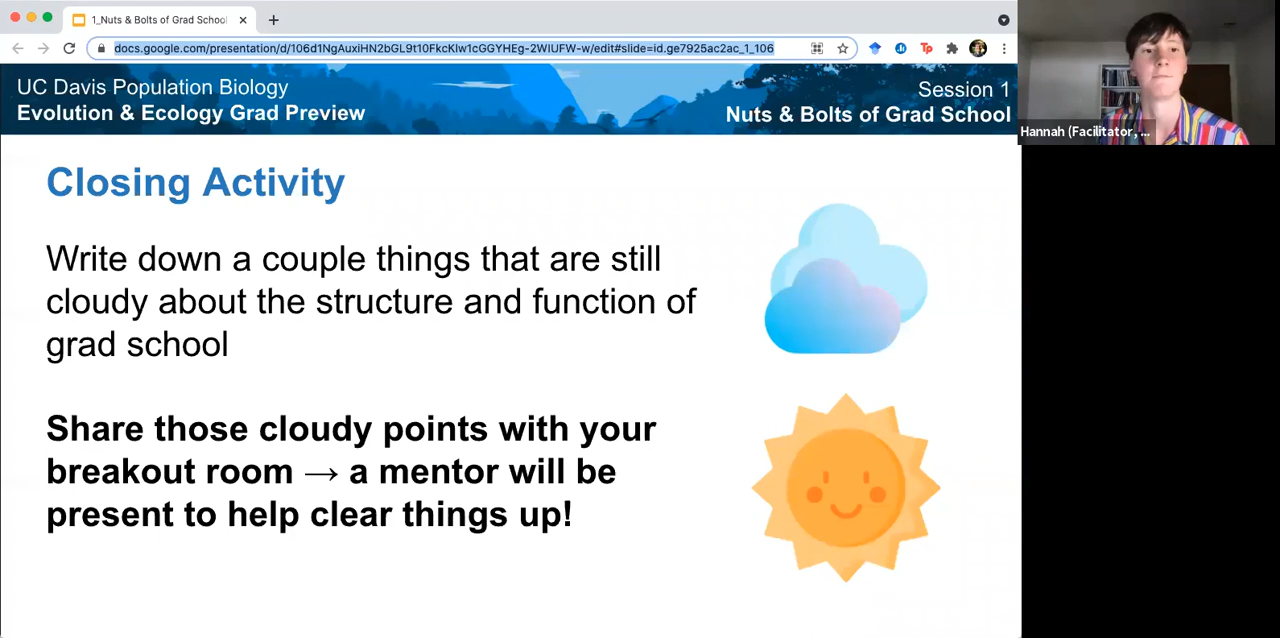 1_Nuts & Bolts of Grad School
docs.google.com/presentation/d/106d1NgAuxiHN2bGL9t10FkcKlw1cGGYHEg-2WIUFW-w/edit#slide=id.ge7925ac2ac_1_106
Tp
UC Davis Population Biology
Evolution & Ecology Grad Preview
Session 1
Nuts & Bolts of Grad School
Hannah (Facilitator, ...
Closing Activity
Write down a couple things that are still
cloudy about the structure and function of
grad school
Share those cloudy points with your
breakout room → a mentor will be
present to help clear things up!